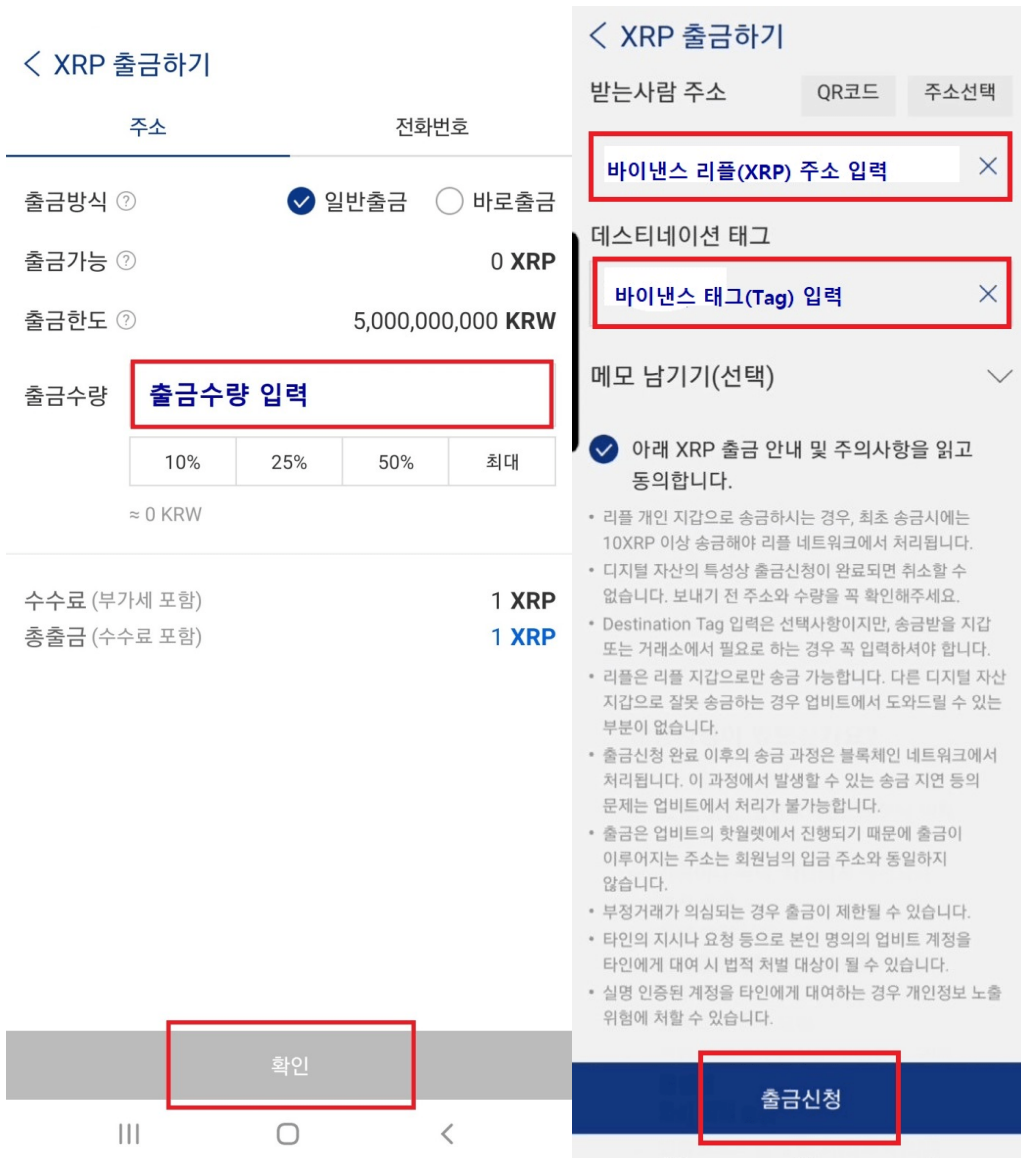 XRP 출금하기
주소
전화번호
출금방식 ?
일반출금
바로출금
출금가능 ?
0 XRP
출금한도 ?
5,000,000,000 KRW
출금수량
출금수량 입력
10%
25%
50%
최대
≈ 0 KRW
수수료 (부가세 포함)
1 XRP
총출금 (수수료 포함)
1 XRP
확인
XRP 출금하기
받는사람 주소
QR코드
주소선택
바이낸스 리플(XRP) 주소 입력
데스티네이션 태그
바이낸스 태그(Tag) 입력
메모 남기기(선택)
아래 XRP 출금 안내 및 주의사항을 읽고
동의합니다.
• 리플 개인 지갑으로 송금하시는 경우, 최초 송금시에는
10XRP 이상 송금해야 리플 네트워크에서 처리됩니다.
• 디지털 자산의 특성상 출금신청이 완료되면 취소할 수
없습니다. 보내기 전 주소와 수량을 꼭 확인해주세요.
• Destination Tag 입력은 선택사항이지만, 송금받을 지갑
또는 거래소에서 필요로 하는 경우 꼭 입력하셔야 합니다.
• 리플은 리플 지갑으로만 송금 가능합니다. 다른 디지털 자산
지갑으로 잘못 송금하는 경우 업비트에서 도와드릴 수 있는
부분이 없습니다.
• 출금신청 완료 이후의 송금 과정은 블록체인 네트워크에서
처리됩니다. 이 과정에서 발생할 수 있는 송금 지연 등의
문제는 업비트에서 처리가 불가능합니다.
• 출금은 업비트의 핫월렛에서 진행되기 때문에 출금이
이루어지는 주소는 회원님의 입금 주소와 동일하지
않습니다.
• 부정거래가 의심되는 경우 출금이 제한될 수 있습니다.
• 타인의 지시나 요청 등으로 본인 명의의 업비트 계정을
타인에게 대여 시 법적 처벌 대상이 될 수 있습니다.
• 실명 인증된 계정을 타인에게 대여하는 경우 개인정보 노출
위험에 처할 수 있습니다.
출금신청